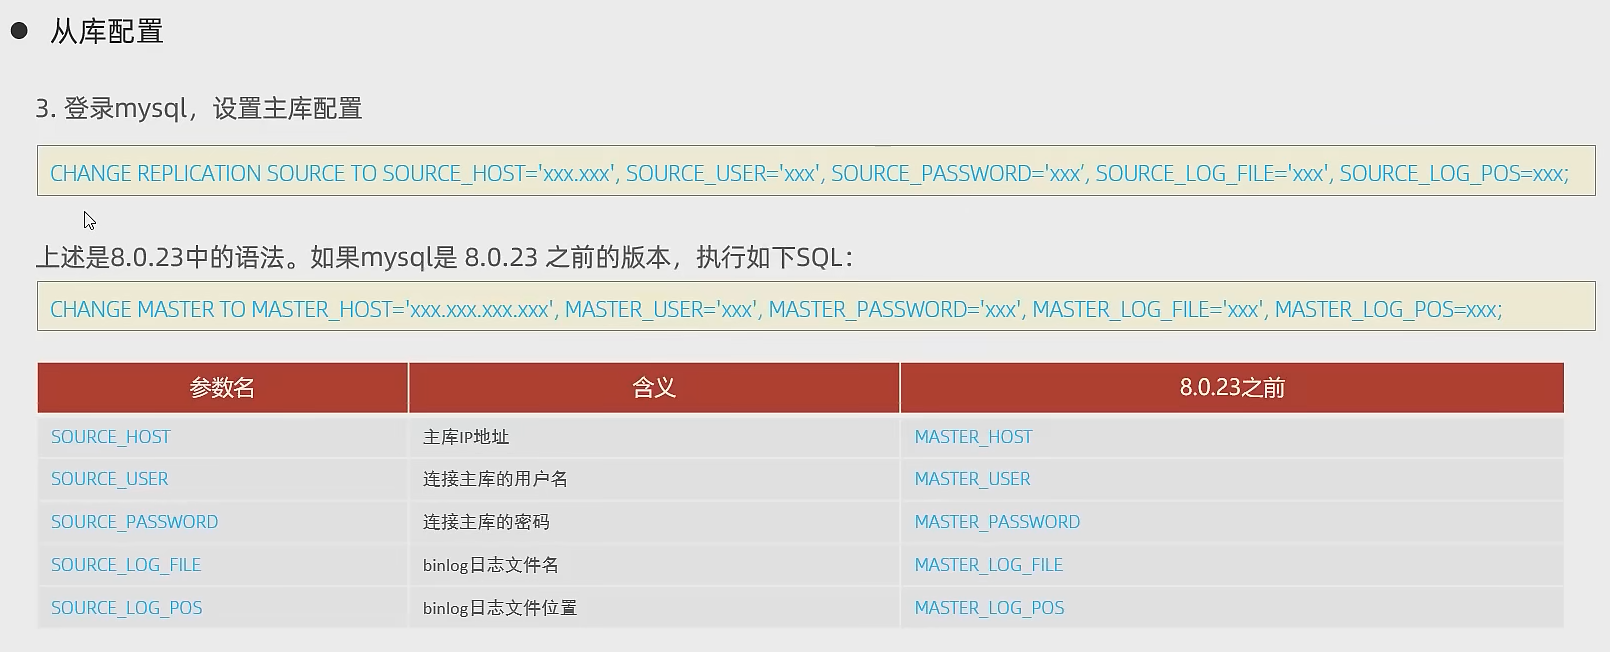 ● 从库配置
3. 登录mysql，设置主库配置
CHANGE REPLICATION SOURCE TO SOURCE_HOST='xxx.xxx', SOURCE_USER='xxx', SOURCE_PASSWORD='xxx’, SOURCE_LOG_FILE='xxx', SOURCE_LOG_POS=xxx;
上述是8.0.23中的语法。如果mysql是 8.0.23 之前的版本，执行如下SQL：
CHANGE MASTER TO MASTER_HOST='xxx.xxx.xxx.xxx', MASTER_USER='xxx', MASTER_PASSWORD='xxx', MASTER_LOG_FILE='xxx', MASTER_LOG_POS=xxx;
参数名 含义 8.0.23之前
SOURCE_HOST 主库IP地址 MASTER_HOST
SOURCE_USER 连接主库的用户名 MASTER_USER
SOURCE_PASSWORD 连接主库的密码 MASTER_PASSWORD
SOURCE_LOG_FILE binlog日志文件名 MASTER_LOG_FILE
SOURCE_LOG_POS binlog日志文件位置 MASTER_LOG_POS